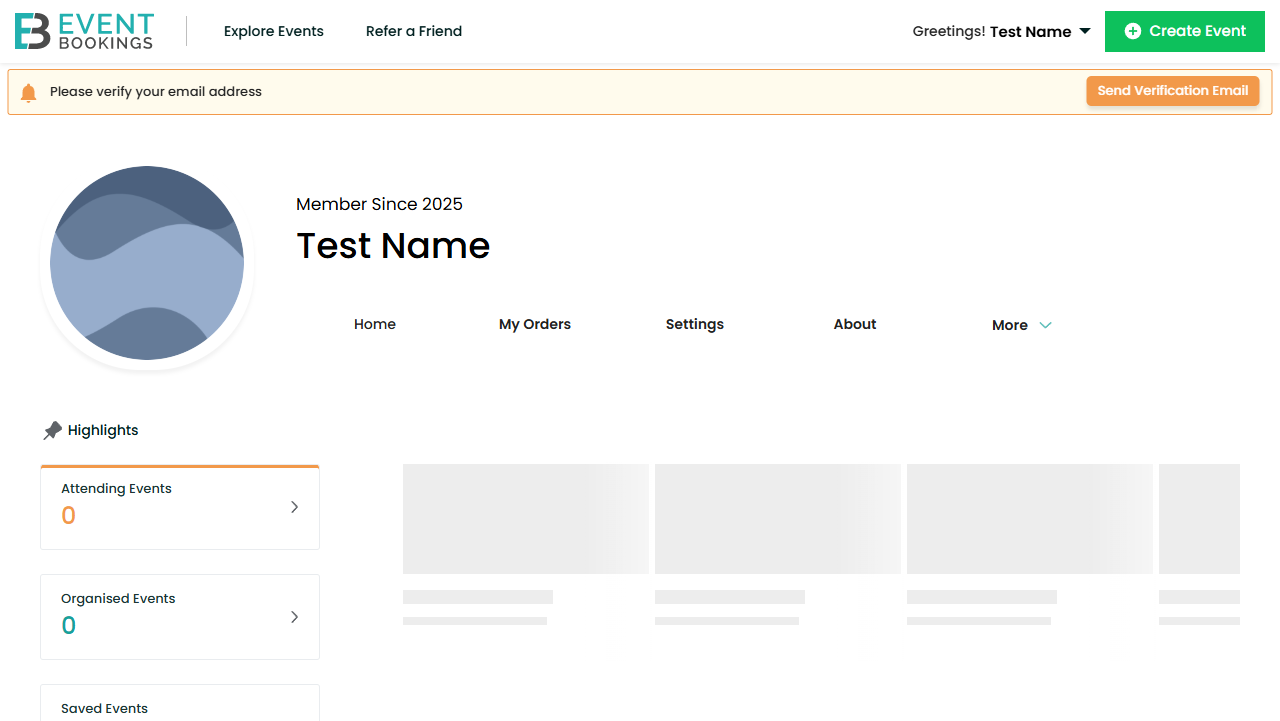 EVENT
BOOKINGS
Explore Events
Refer a Friend
Greetings! Test Name
Create Event
Please verify your email address
Send Verification Email
Member Since 2025
Test Name
Home
My Orders
Settings
About
More
Highlights
Attending Events
0
Organised Events
0
Saved Events